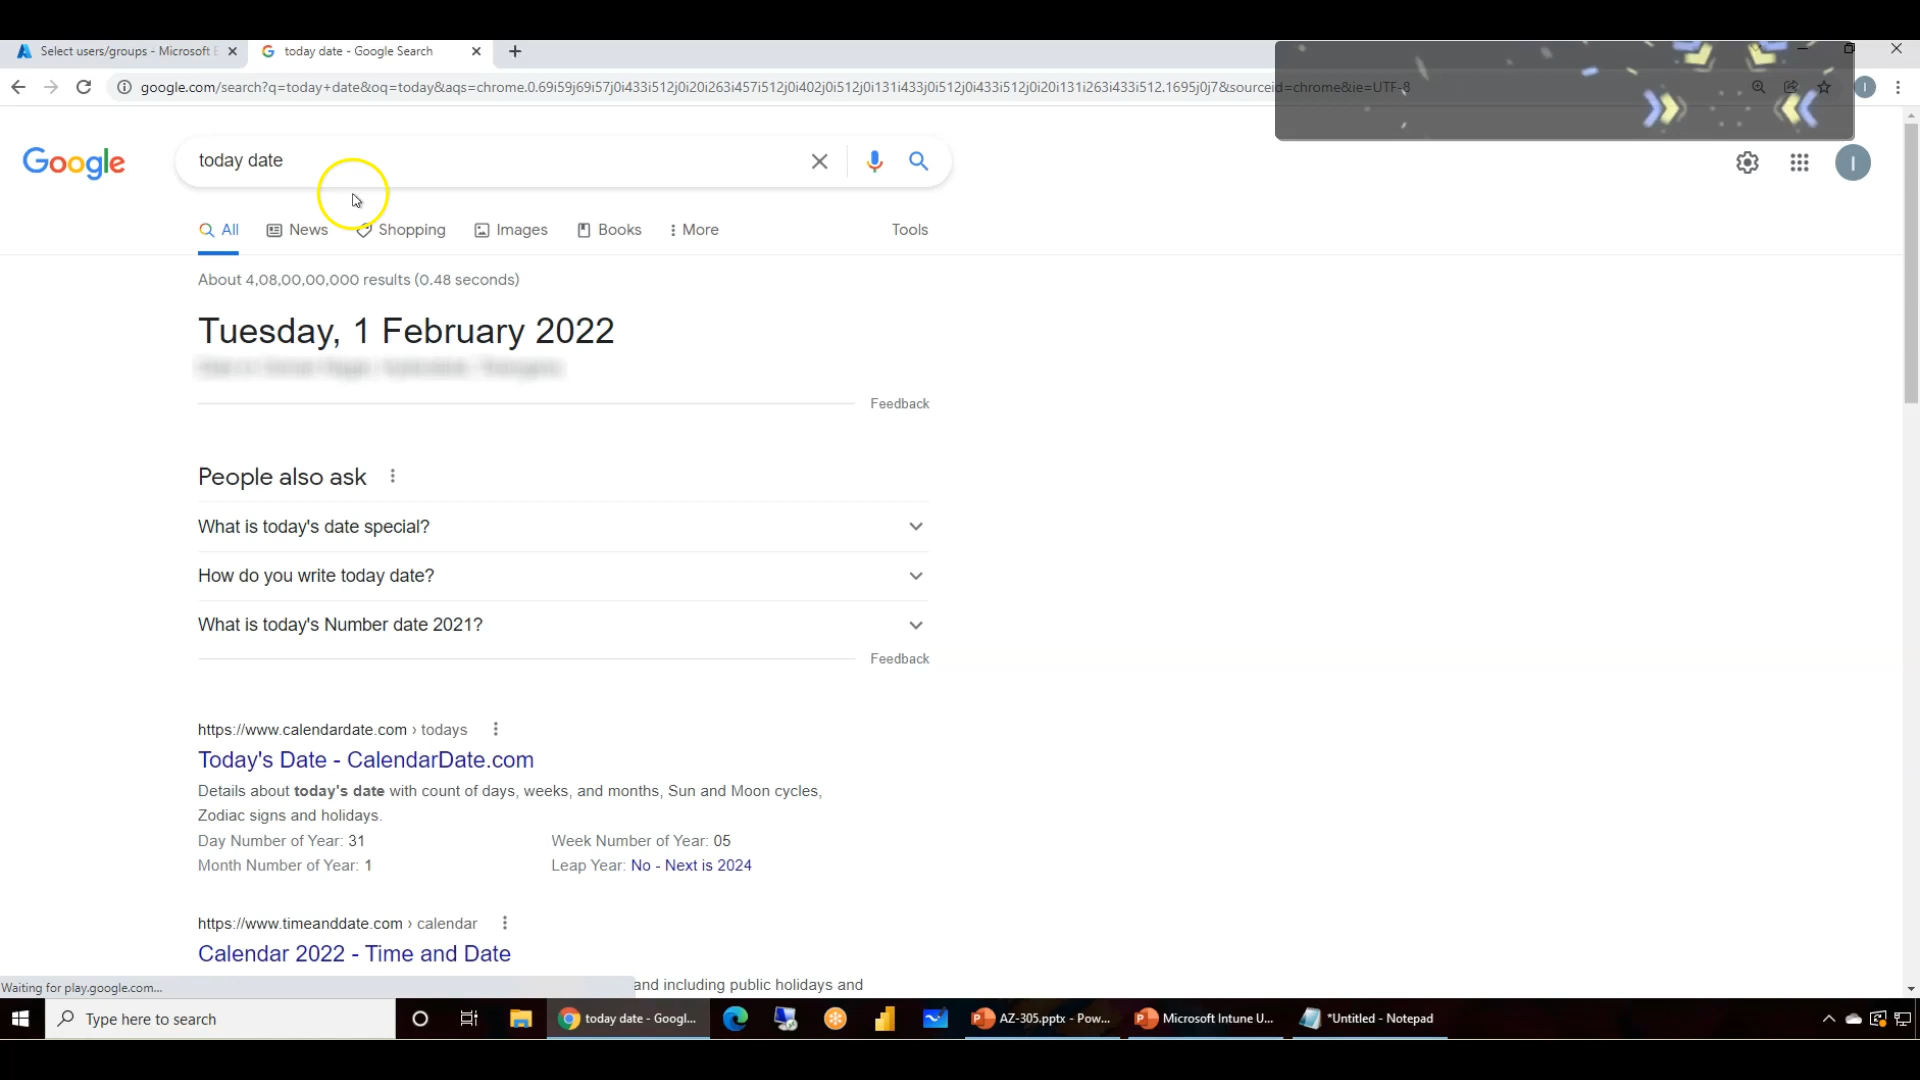 Select users/groups - Microsoft E
today date - Google Search
google.com/search?q=today+date&oq=today&aqs=chrome.0.69i59j69i57j0i433i512j0i20i263i457i512j0i402j0i512j0i131i433j0i512j0i433i512j0i20i131i263i433i512.1695j0j7&sourceid=chrome&ie=UTF-8
I
Google
today date
I
All
News
Shopping
Images
Books
More
Tools
About 4,08,00,00,000 results (0.48 seconds)
Tuesday, 1 February 2022
Feedback
People also ask
What is today's date special?
How do you write today date?
What is today's Number date 2021?
Feedback
https://www.calendardate.com › todays
Today's Date - CalendarDate.com
Details about today's date with count of days, weeks, and months, Sun and Moon cycles,
Zodiac signs and holidays.
Day Number of Year: 31
Week Number of Year: 05
Month Number of Year: 1
Leap Year: No - Next is 2024
https://www.timeanddate.com › calendar
Calendar 2022 - Time and Date
and including public holidays and
Waiting for play.google.com...
Type here to search
today date - Googl...
AZ-305.pptx - Pow...
Microsoft Intune U...
*Untitled - Notepad